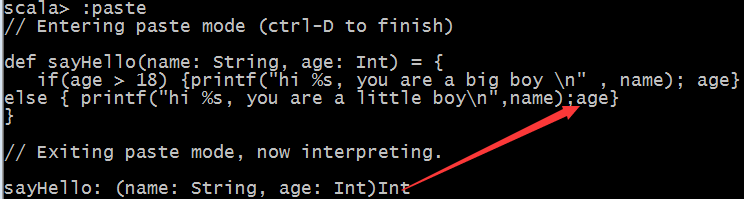 scala> :paste
// Entering paste mode (ctrl-D to finish)
def sayHello(name: String, age: Int) = {
if(age > 18) {printf("hi %s, you are a big boy \n" , name); age}
else { printf("hi %s, you are a little boy\n",name);age}
}
// Exiting paste mode, now interpreting.
sayHello: (name: String, age: Int)Int